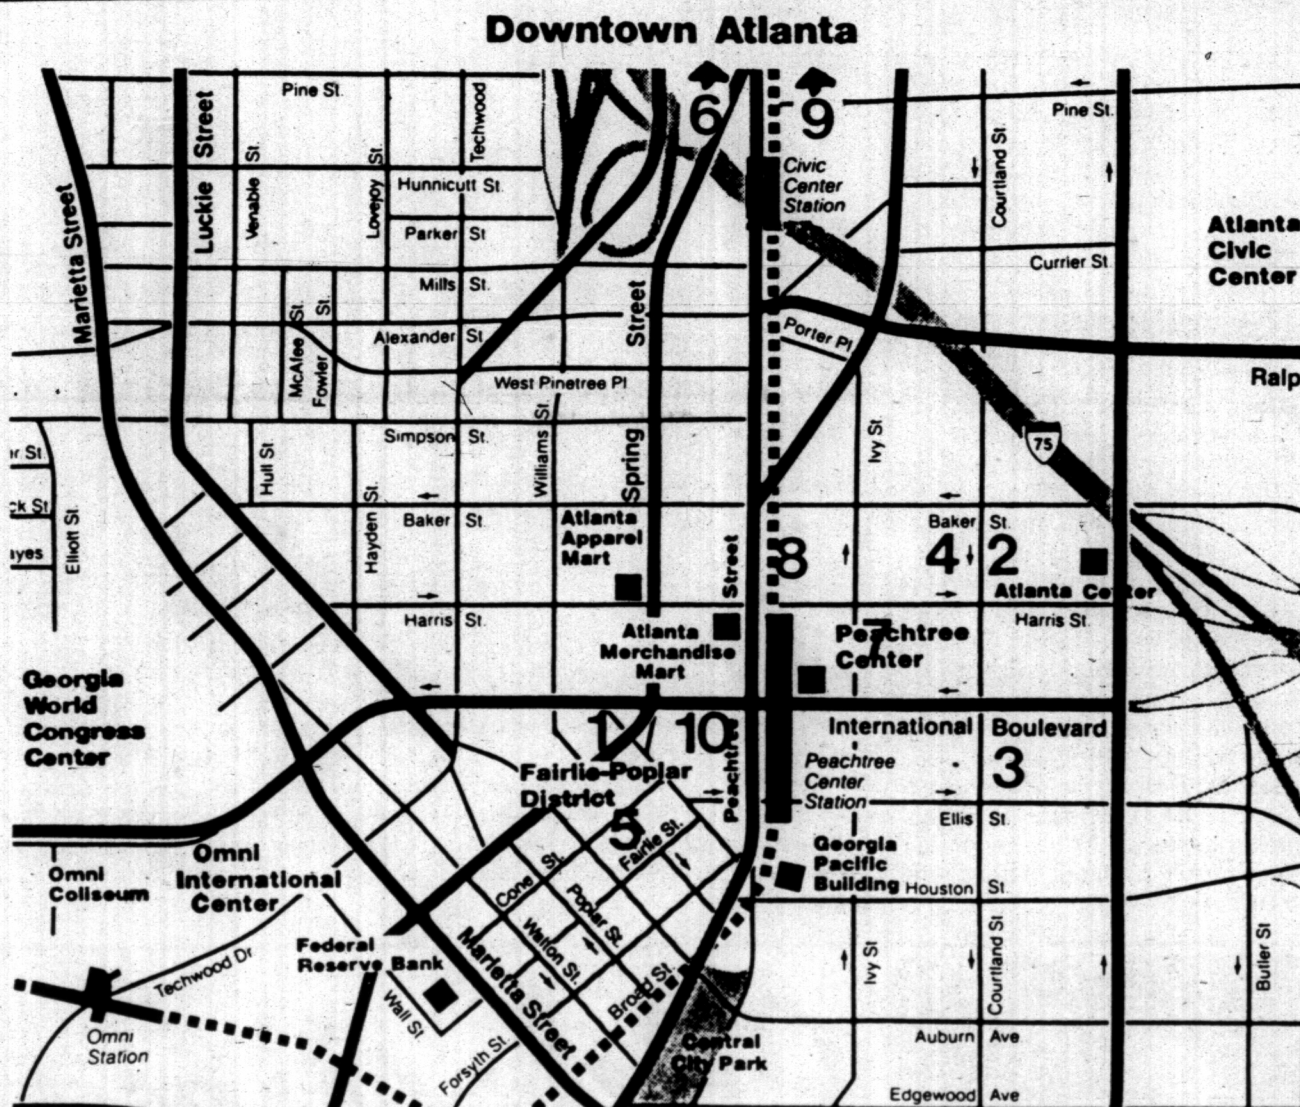 Downtown Atlanta
6
9
Pine St.
Pine St.
Luckie Street
Venable St.
Lovejoy St.
Techwood
Marietta Street
Hunnicutt St.
Parker St
Mills St.
Alexander St
McAfee St.
Fowler St.
West Pinetree Pl
Civic
Center
Station
Courtland St.
Currier St.
Atlanta
Civic
Center
Porter Pl
Ralp
Spring Street
Simpson St.
Williams St.
Hull St.
Hayden St.
Elliott St.
Ivy St
75
Baker St.
Baker St.
Atlanta
Apparel
Mart
8
4
2
Atlanta Center
Harris St.
Harris St.
Peachtree Street
Atlanta
Merchandise
Mart
7
Peachtree
Center
Georgia
World
Congress
Center
1
10
International Boulevard
Peachtree
Center
Station
3
Fairlie-Poplar
District
5
Fairlie St.
Ellis St.
Georgia
Pacific
Building
Houston St.
Omni
Coliseum
Omni
International
Center
Cone St.
Poplar St.
Walton St.
Broad St.
Federal
Reserve Bank
Marietta Street
Techwood Dr.
Wall St.
Forsyth St.
Omni
Station
Central
City Park
Ivy St
Courtland St.
Butler St
Auburn Ave
Edgewood Ave